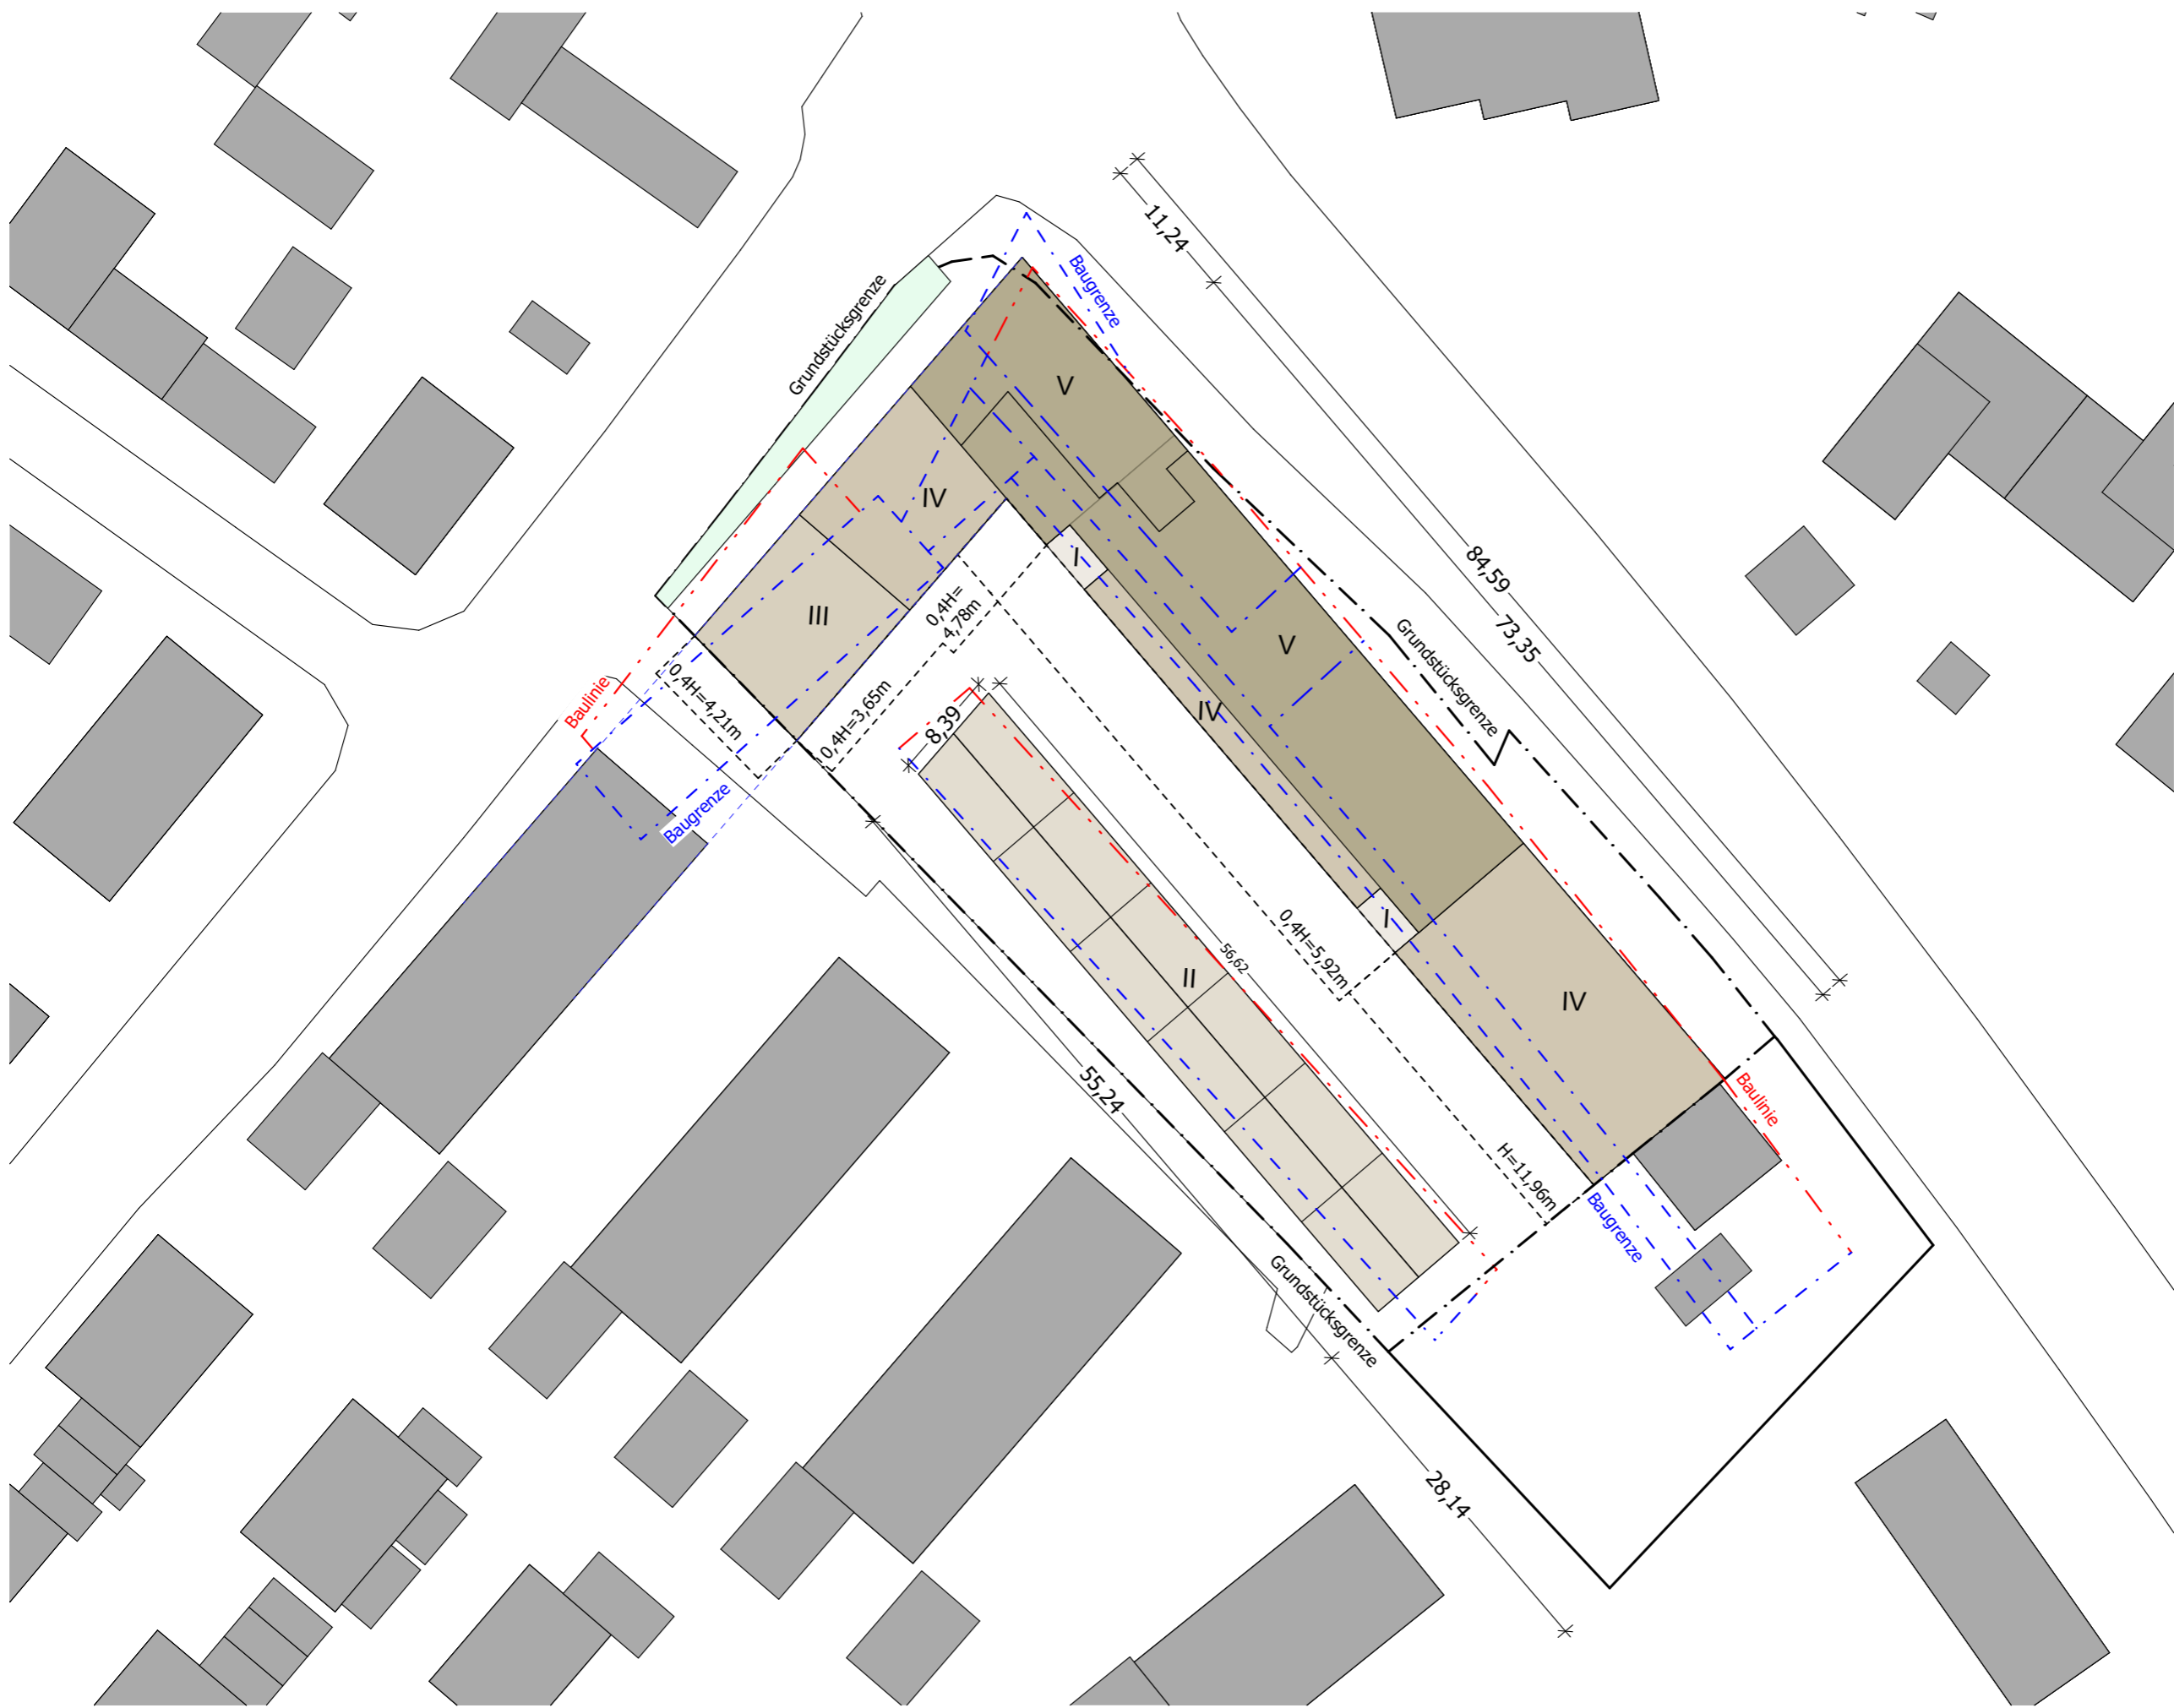 11,24
Baugrenze
Grundstücksgrenze
V
IV
I
84,59
73,35
III
0,4H=
4,78m
V
Grundstücksgrenze
0,4H=4,21m
Baulinie
0,4H=3,65m
IV
8,39
Baugrenze
I
0,4H=5,92m
56,62
II
IV
55,24
Baulinie
H=11,96m
Baugrenze
Grundstücksgrenze
28,14